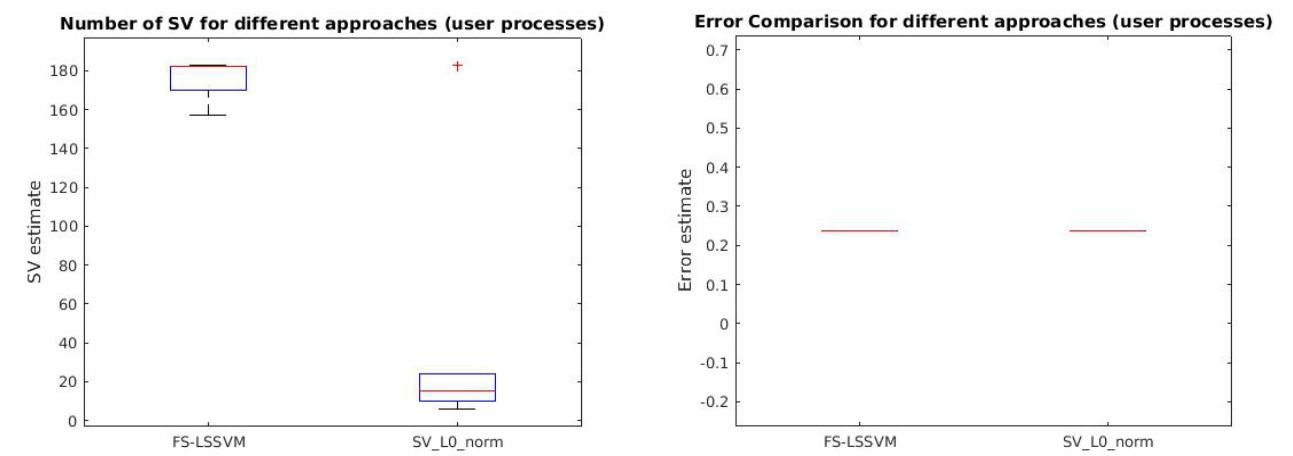 Number of SV for different approaches (user processes)
SV estimate
180
160
140
120
100
80
60
40
20
0
FS-LSSVM
SV_L0_norm
Error Comparison for different approaches (user processes)
Error estimate
0.7
0.6
0.5
0.4
0.3
0.2
0.1
0
-0.1
-0.2
FS-LSSVM
SV_L0_norm